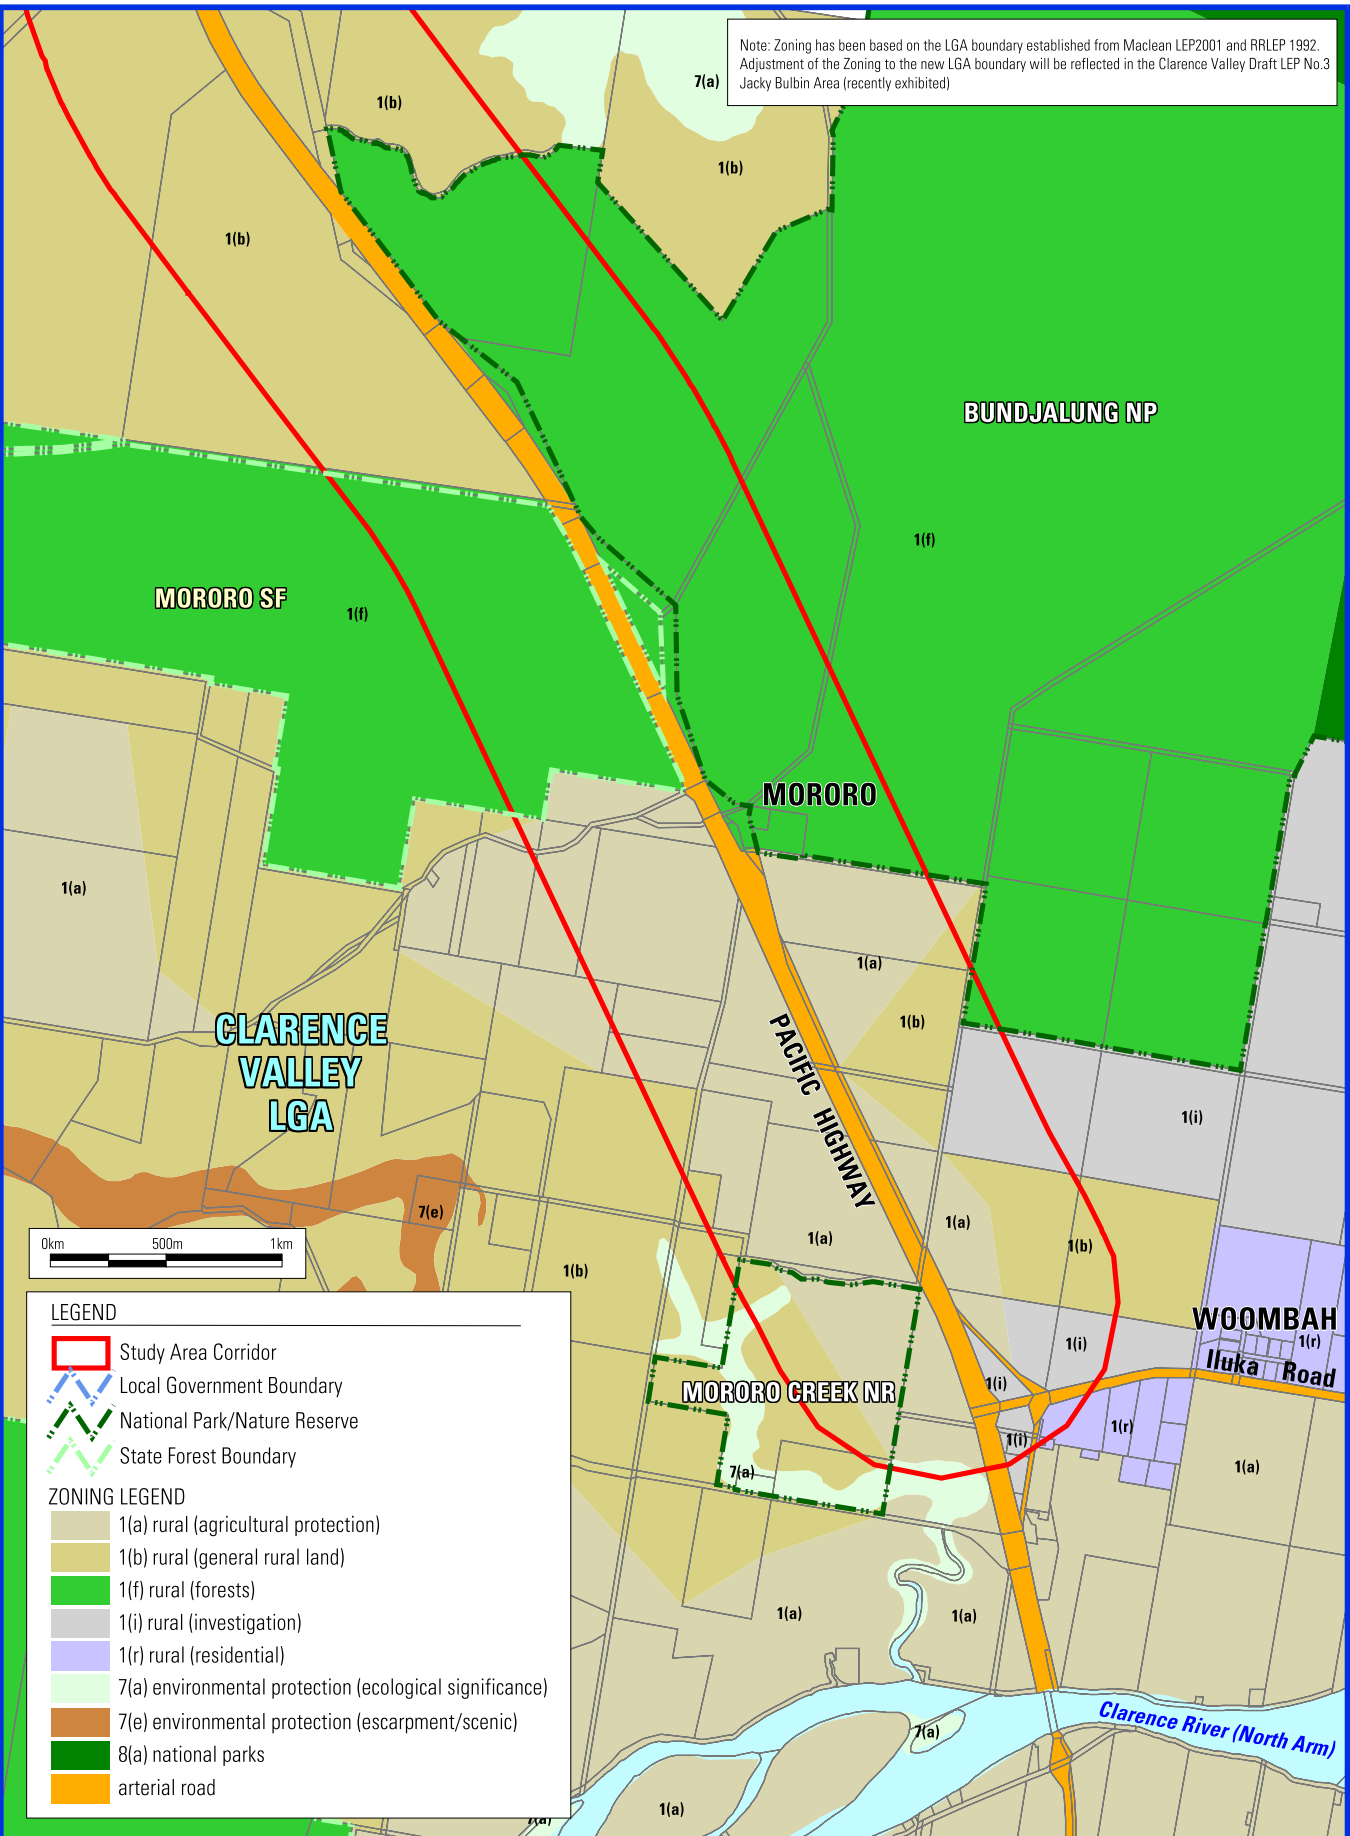 Note: Zoning has been based on the LGA boundary established from Maclean LEP2001 and RRLEP 1992.
Adjustment of the Zoning to the new LGA boundary will be reflected in the Clarence Valley Draft LEP No.3
Jacky Bulbin Area (recently exhibited)
7(a)
1(b)
1(b)
1(b)
BUNDJALUNG NP
1(f)
MORORO SF
1(f)
MORORO
1(a)
1(a)
1(b)
CLARENCE
VALLEY
LGA
PACIFIC HIGHWAY
1(i)
7(e)
1(a)
1(a)
1(b)
1(b)
WOOMBAH
1(r)
1(i)
Iluka Road
1(i)
MORORO CREEK NR
1(r)
1(i)
7(a)
1(a)
1(a)
1(a)
Clarence River (North Arm)
7(a)
1(a)
7(a)
0km 500m 1km
LEGEND
Study Area Corridor
Local Government Boundary
National Park/Nature Reserve
State Forest Boundary
ZONING LEGEND
1(a) rural (agricultural protection)
1(b) rural (general rural land)
1(f) rural (forests)
1(i) rural (investigation)
1(r) rural (residential)
7(a) environmental protection (ecological significance)
7(e) environmental protection (escarpment/scenic)
8(a) national parks
arterial road